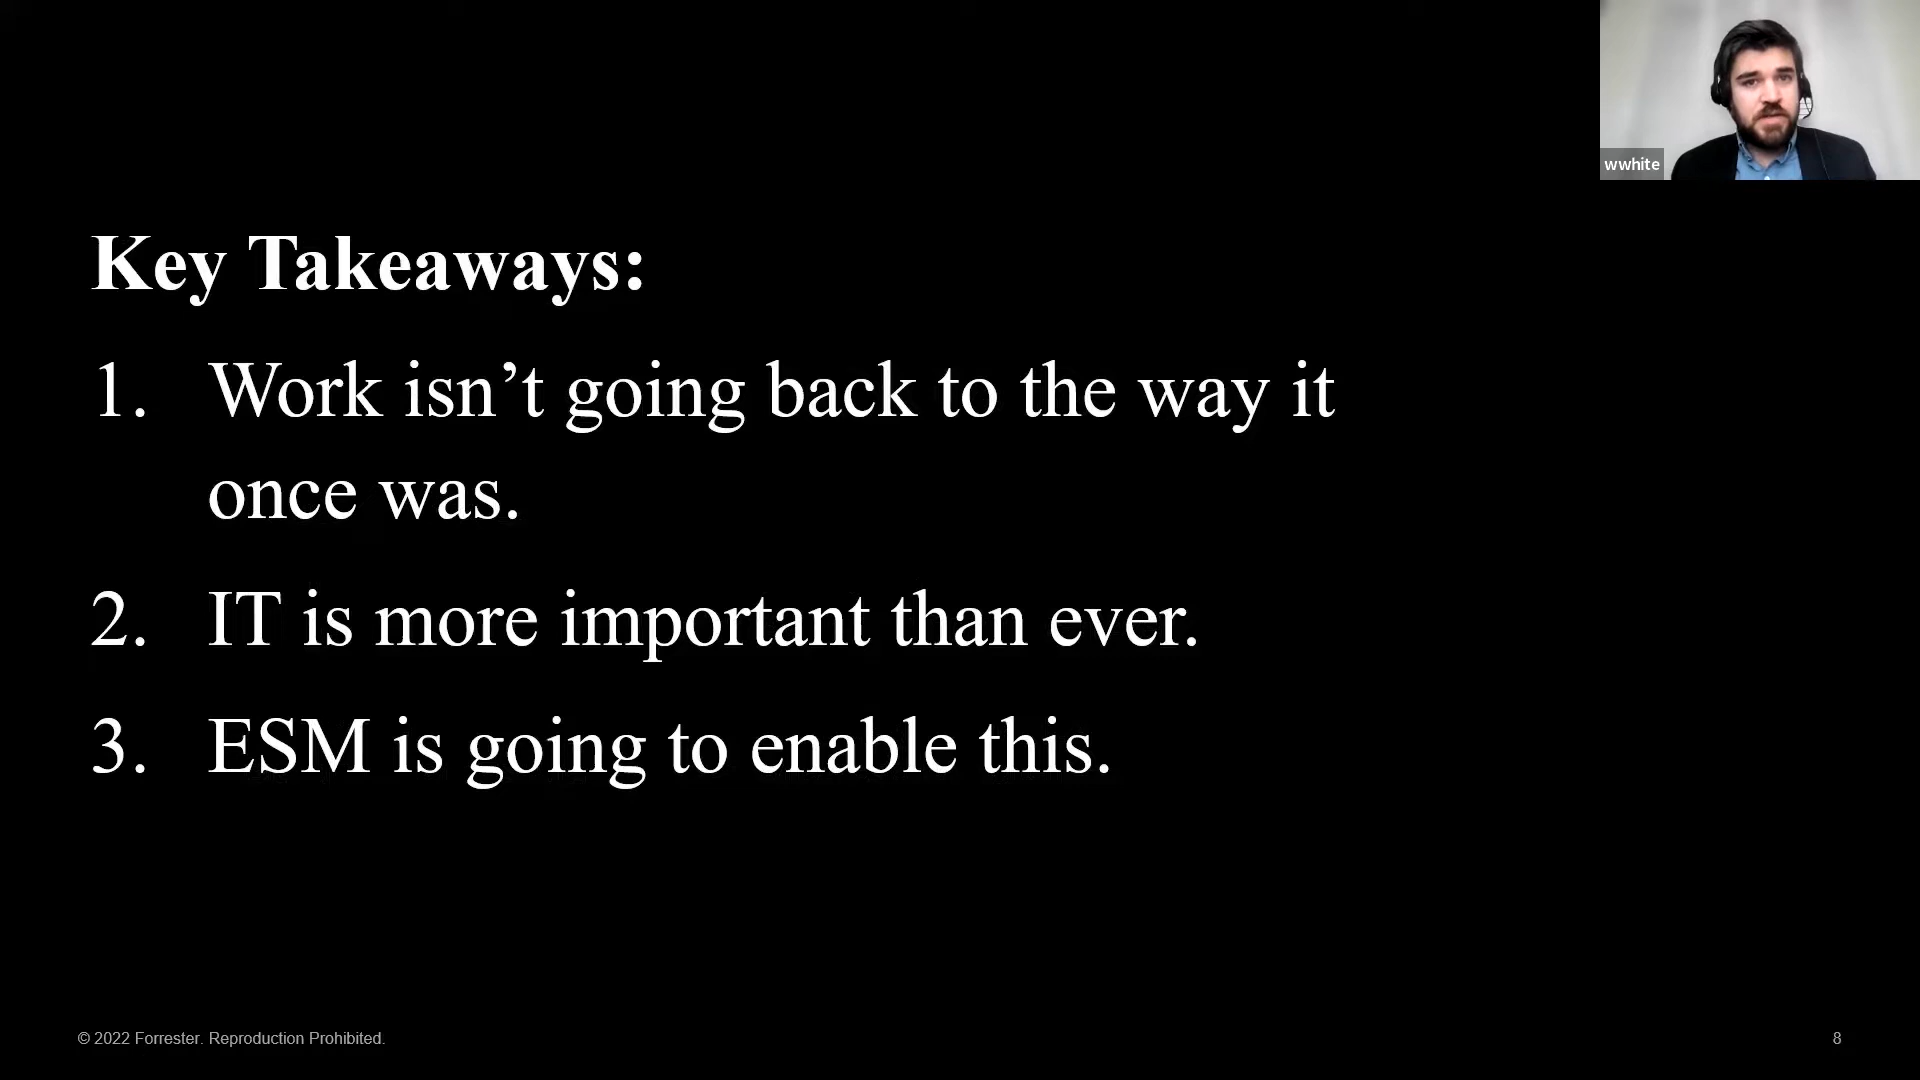 wwhite
Key Takeaways:
1. Work isn’t going back to the way it
once was.
2. IT is more important than ever.
3. ESM is going to enable this.
© 2022 Forrester. Reproduction Prohibited.
8